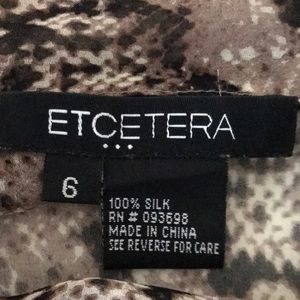 ETCETERA
...
6
100% SILK
RN # 093698
MADE IN CHINA
SEE REVERSE FOR CARE